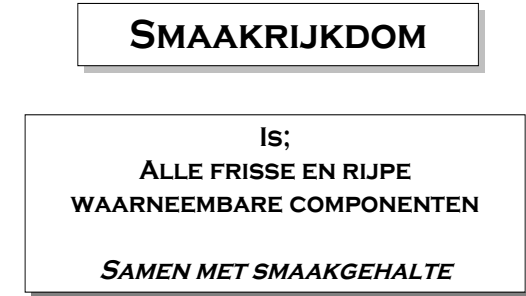 SMAAKRIJKDOM
IS;
ALLE FRISSE EN RIJPE
WAARNEEMBARE COMPONENTEN
SAMEN MET SMAAKGEHALTE